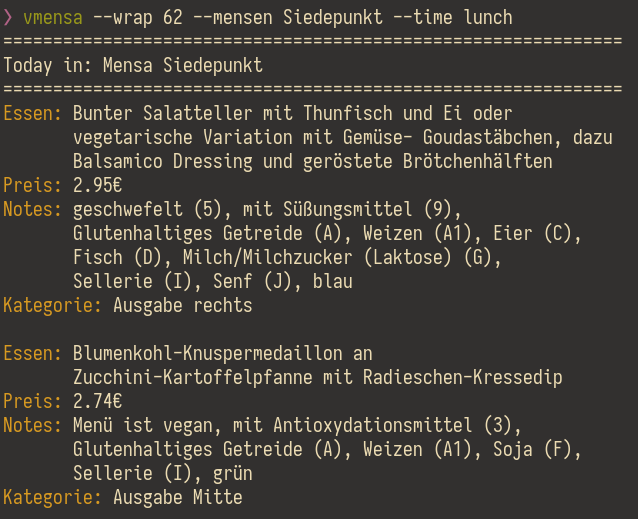 ❯ vmensa --wrap 62 --mensen Siedepunkt --time lunch
==============================================================
Today in: Mensa Siedepunkt
==============================================================
Essen: Bunter Salatteller mit Thunfisch und Ei oder
vegetarische Variation mit Gemüse- Goudastäbchen, dazu
Balsamico Dressing und geröstete Brötchenhälften
Preis: 2.95€
Notes: geschwefelt (5), mit Süßungsmittel (9),
Glutenhaltiges Getreide (A), Weizen (A1), Eier (C),
Fisch (D), Milch/Milchzucker (Laktose) (G),
Sellerie (I), Senf (J), blau
Kategorie: Ausgabe rechts
Essen: Blumenkohl-Knuspermedaillon an
Zucchini-Kartoffelpfanne mit Radieschen-Kressedip
Preis: 2.74€
Notes: Menü ist vegan, mit Antioxydationsmittel (3),
Glutenhaltiges Getreide (A), Weizen (A1), Soja (F),
Sellerie (I), grün
Kategorie: Ausgabe Mitte